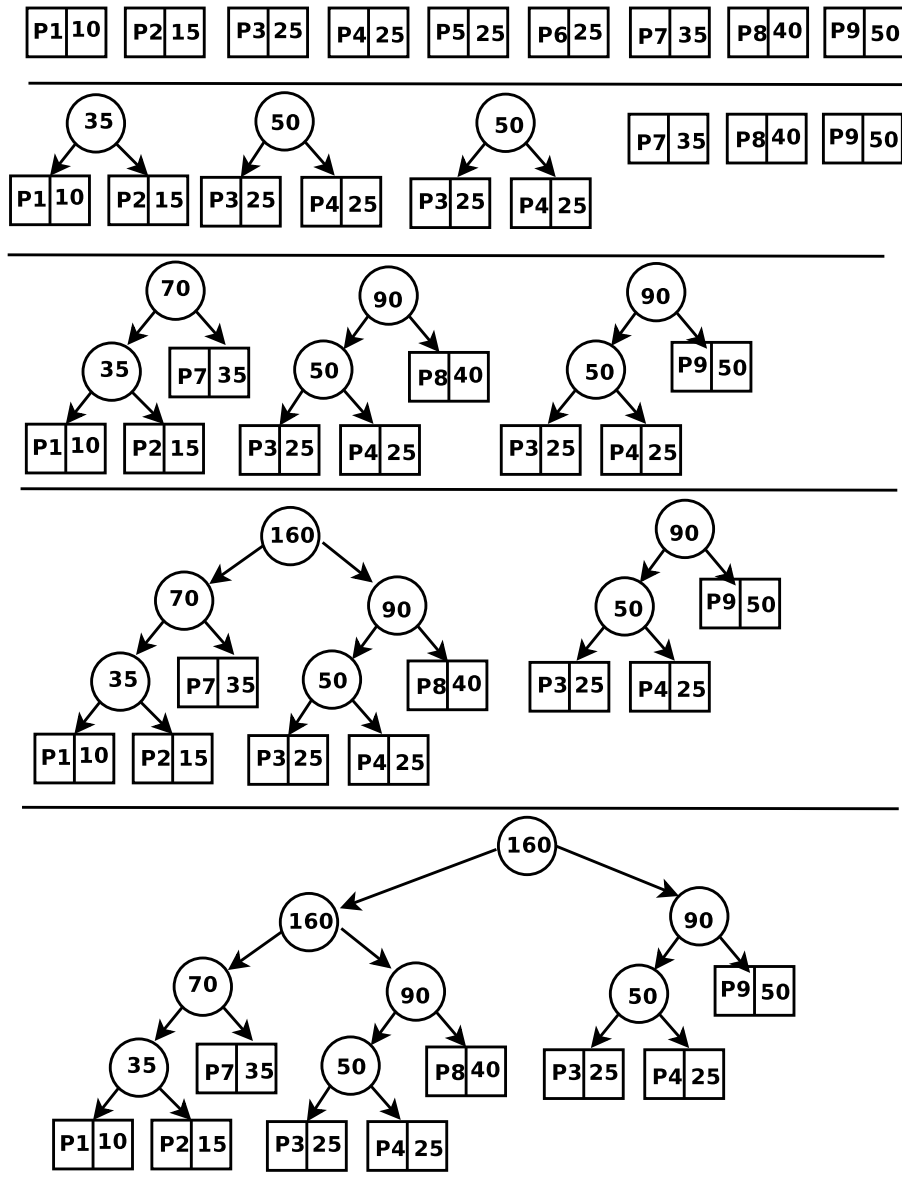 P1 10 P2 15 P3 25 P4 25 P5 25 P6 25 P7 35 P8 40 P9 50
35 50 50
P7 35 P8 40 P9 50
P1 10 P2 15 P3 25 P4 25 P3 25 P4 25
70 90 90
35 P7 35 50 P8 40 50 P9 50
P1 10 P2 15 P3 25 P4 25 P3 25 P4 25
160 90
70 90 50 P9 50
35 P7 35 50 P8 40 P3 25 P4 25
P1 10 P2 15 P3 25 P4 25
160
160 90
70 90 50 P9 50
35 P7 35 50 P8 40 P3 25 P4 25
P1 10 P2 15 P3 25 P4 25